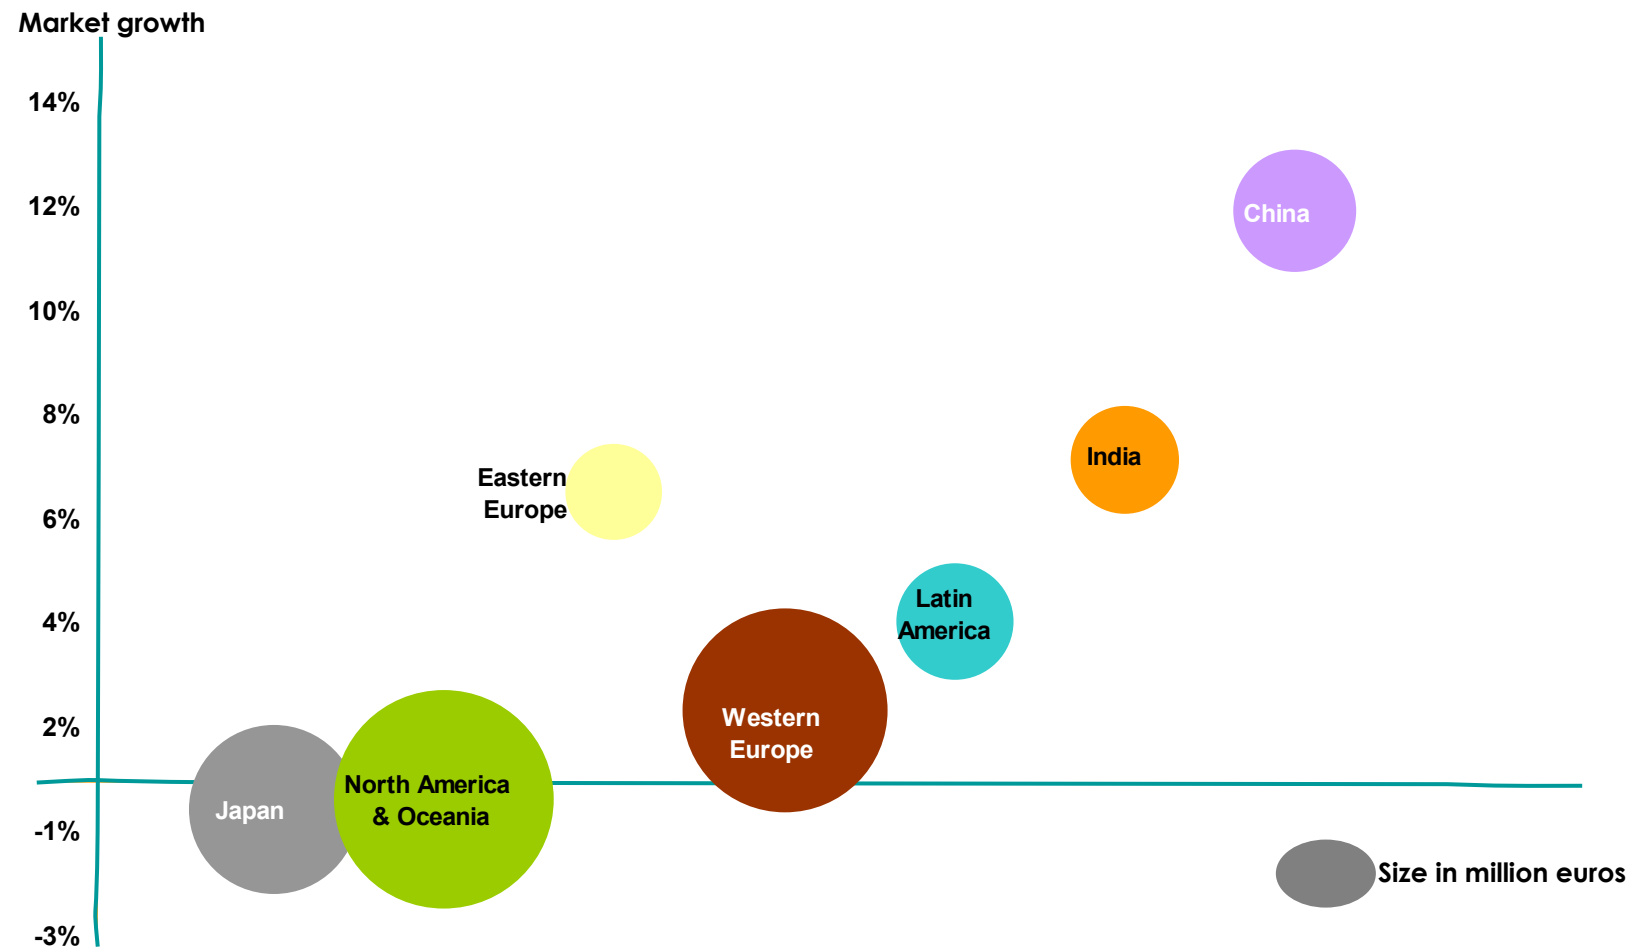 Market growth
14%
12%
China
10%
8%
India
Eastern
Europe
6%
Latin
America
4%
Western
Europe
2%
North America
& Oceania
Japan
-1%
Size in million euros
-3%